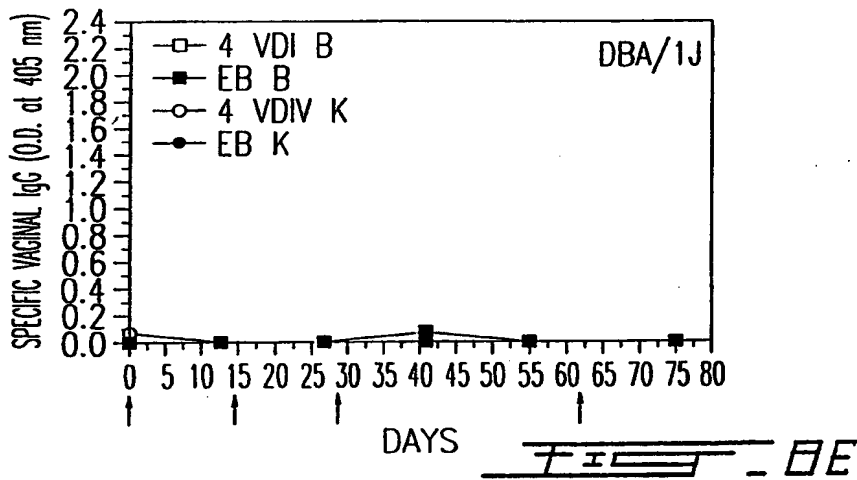 SPECIFIC VAGINAL IgG (O.D. at 405 nm)
2.4
2.2
2.0
1.8
1.6
1.4
1.2
1.0
0.8
0.6
0.4
0.2
0.0
4 VDI B
EB B
4 VDIV K
EB K
DBA/1J
0 5 10 15 20 25 30 35 40 45 50 55 60 65 70 75 80
DAYS
FIG - 8E